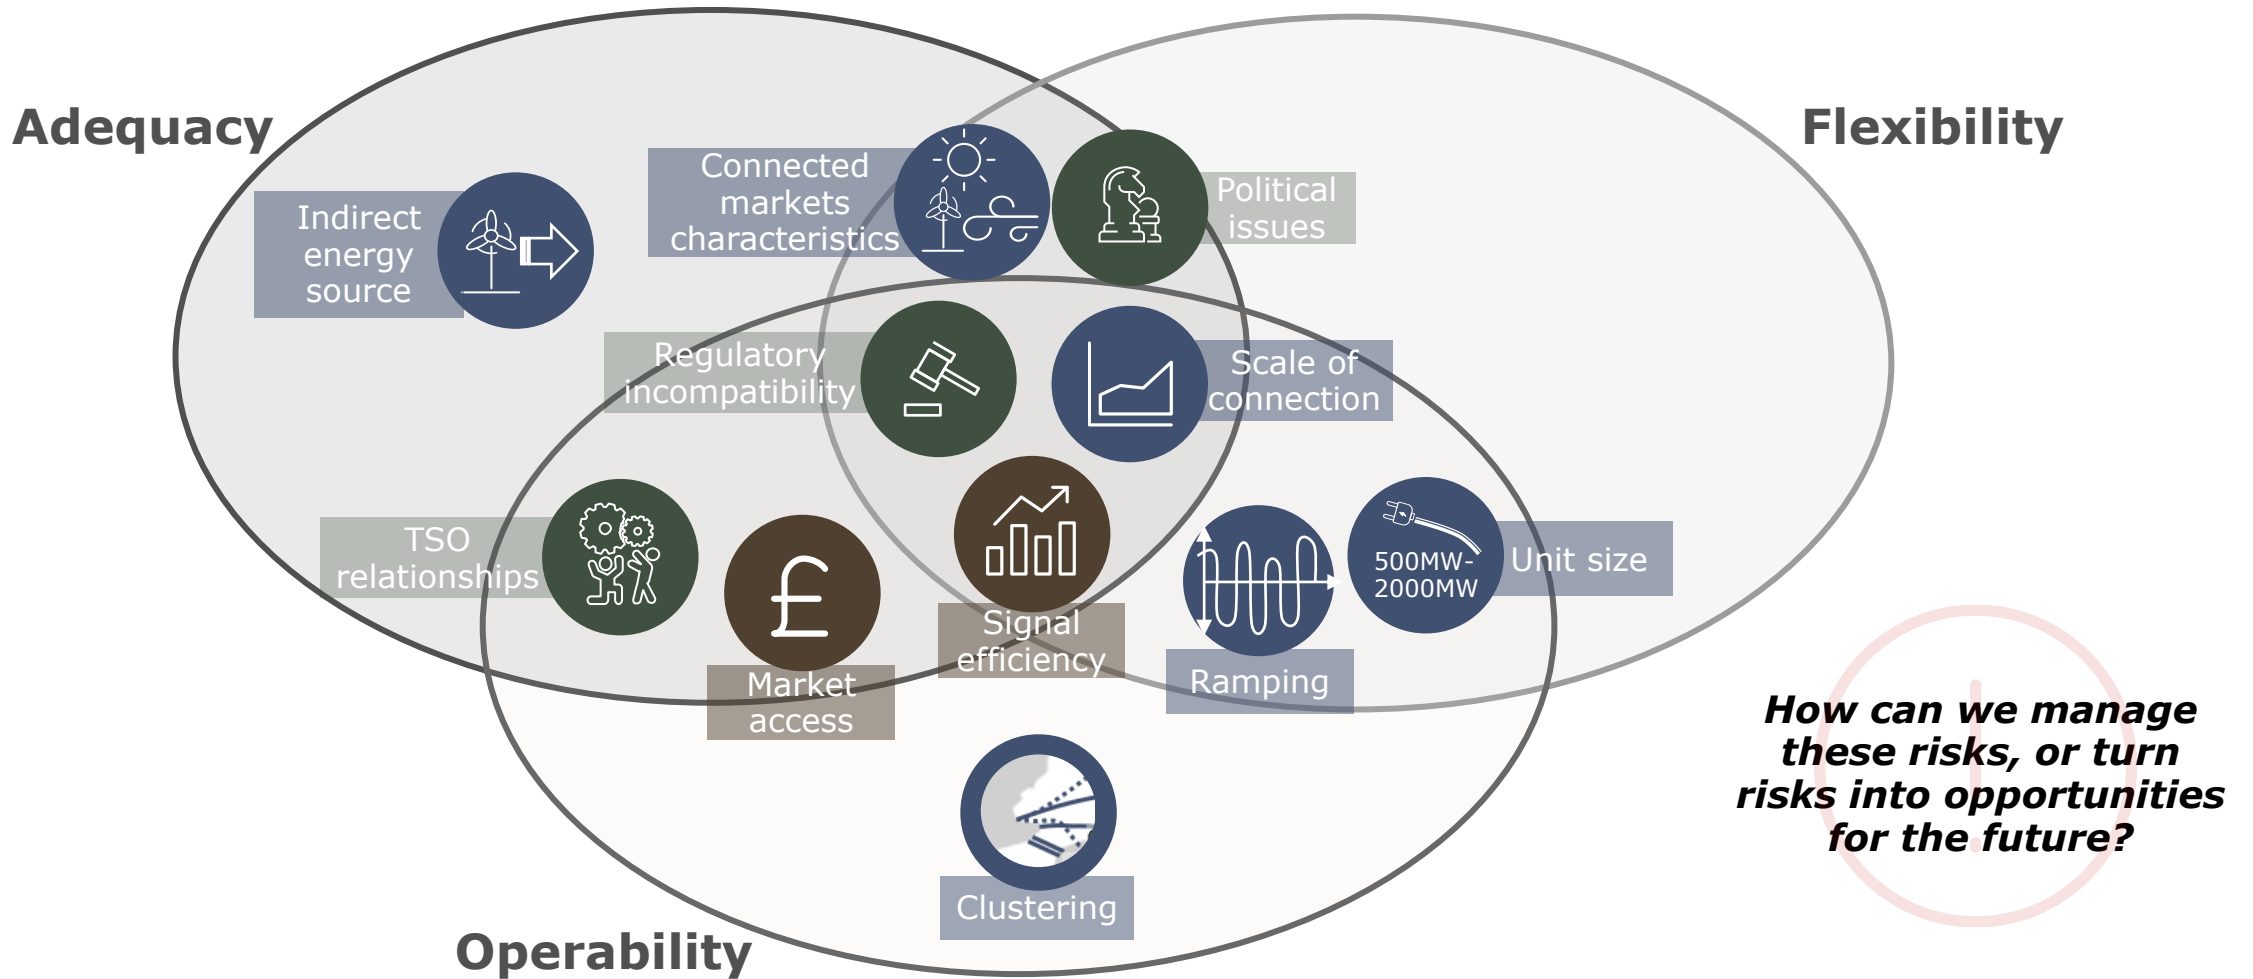 Adequacy
Flexibility
Connected
markets
characteristics
Political
issues
Indirect
energy
source
Regulatory
incompatibility
Scale of
connection
TSO
relationships
500MW-
2000MW
Unit size
Signal
efficiency
Market
access
Ramping
How can we manage
these risks, or turn
risks into opportunities
for the future?
Clustering
Operability